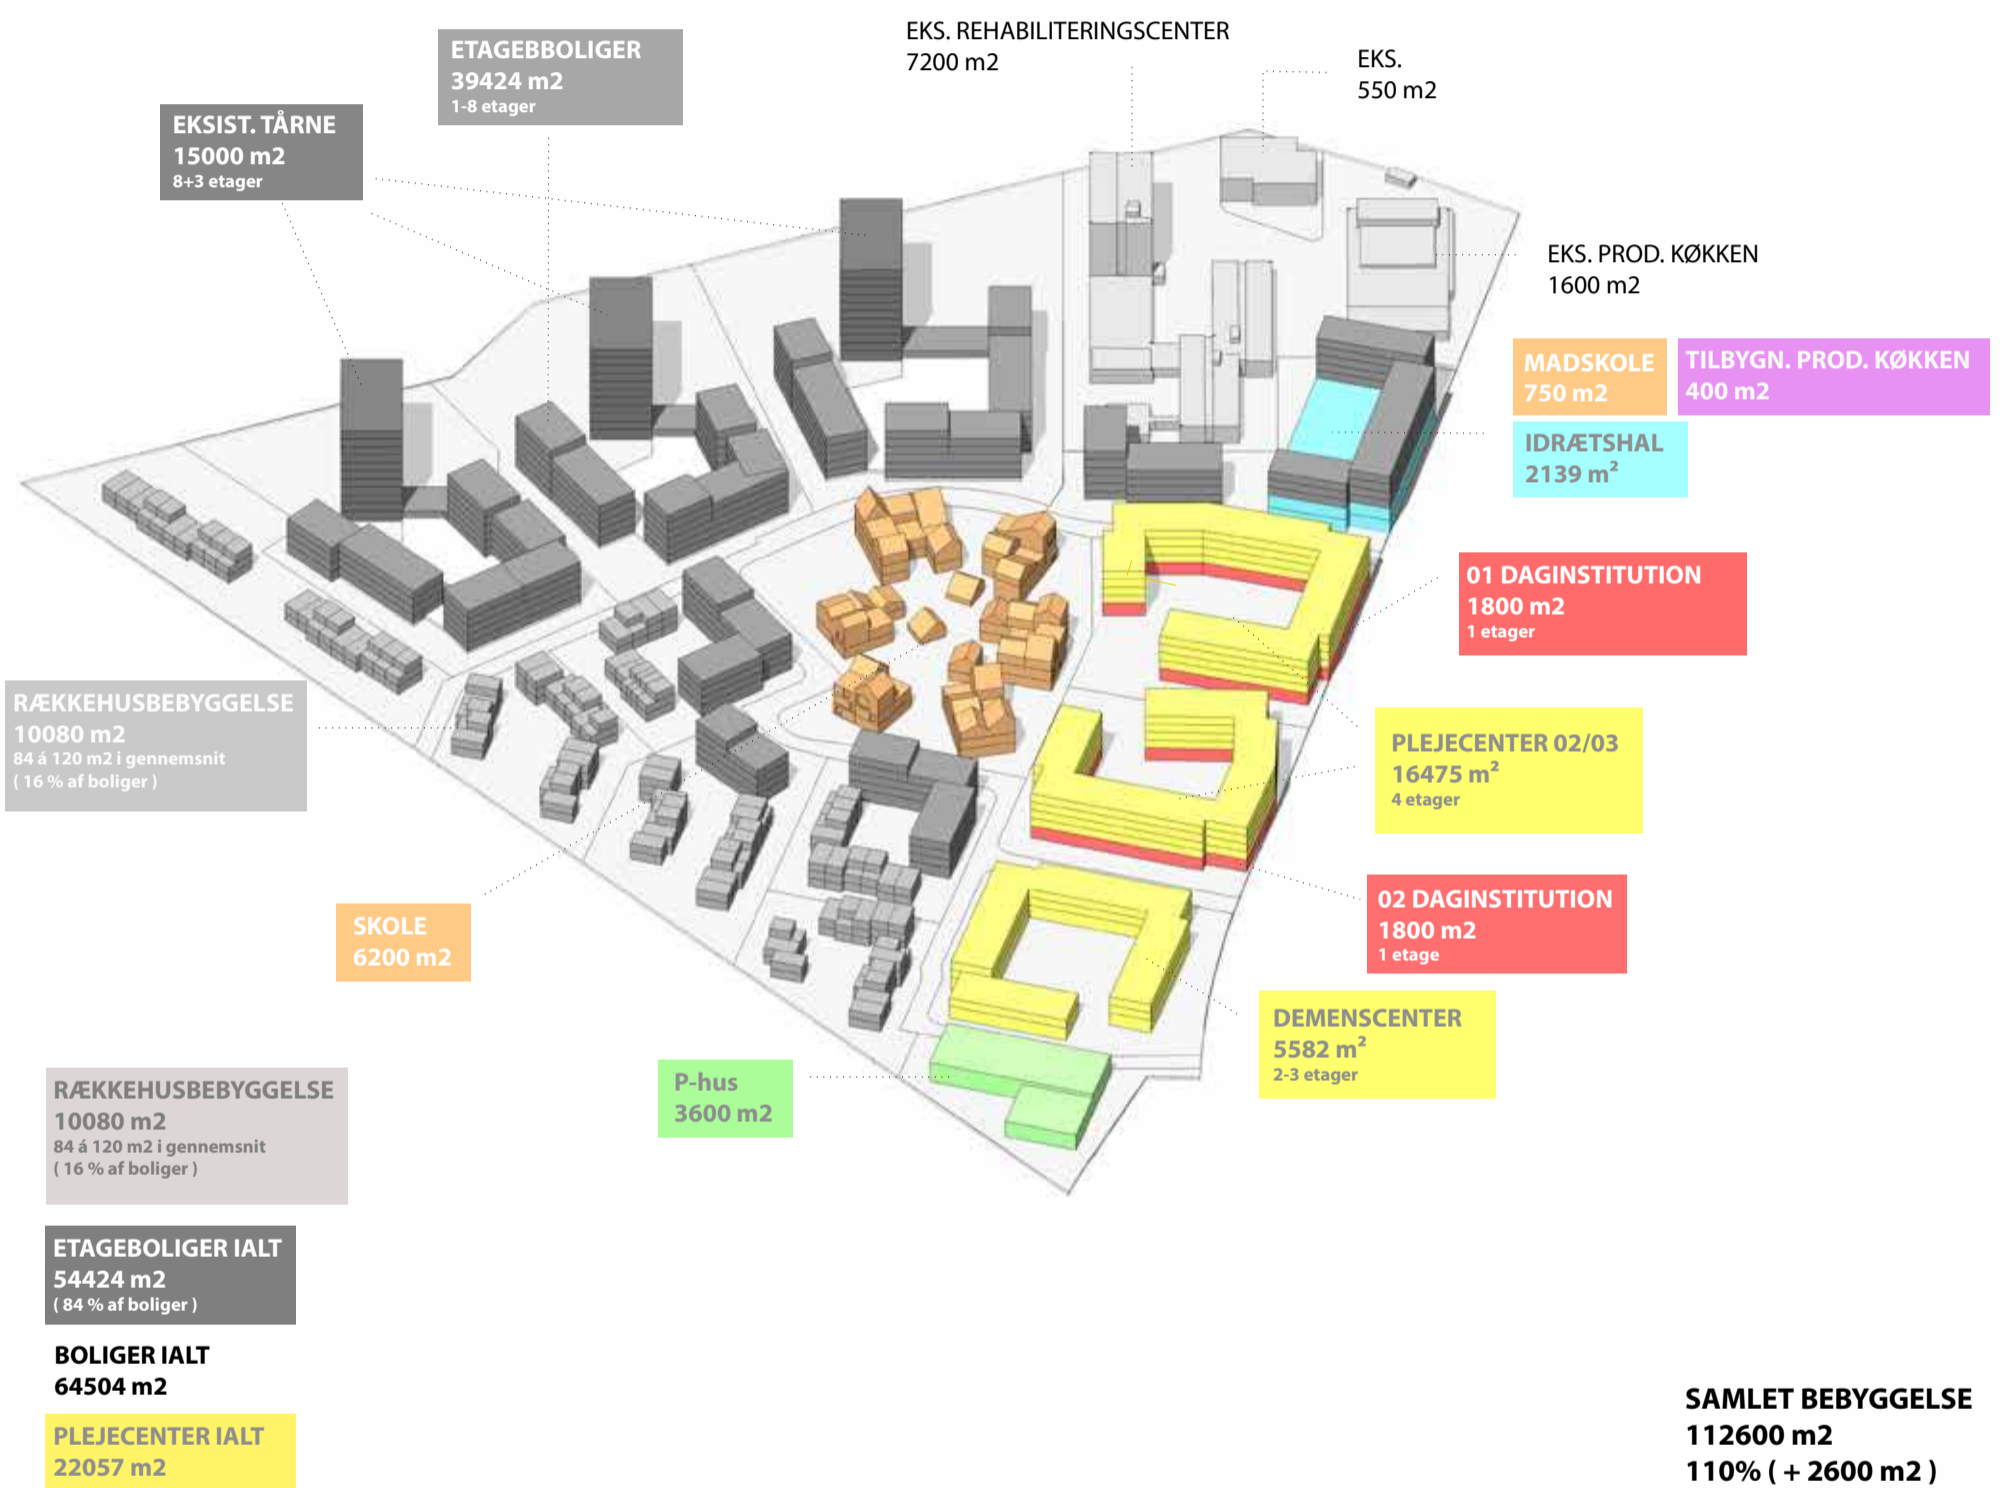 EKS. REHABILITERINGSCENTER
7200 m2
ETAGEBBOLIGER
39424 m2
1-8 etager
EKS.
550 m2
EKSIST. TÅRNE
15000 m2
8+3 etager
EKS. PROD. KØKKEN
1600 m2
MADSKOLE
750 m2
TILBYGN. PROD. KØKKEN
400 m2
IDRÆTSHAL
2139 m²
01 DAGINSTITUTION
1800 m2
1 etager
RÆKKEHUSBEBYGGELSE
10080 m2
84 á 120 m2 i gennemsnit
( 16 % af boliger )
PLEJECENTER 02/03
16475 m²
4 etager
02 DAGINSTITUTION
1800 m2
1 etage
SKOLE
6200 m2
DEMENSCENTER
5582 m²
2-3 etager
P-hus
3600 m2
RÆKKEHUSBEBYGGELSE
10080 m2
84 á 120 m2 i gennemsnit
( 16 % af boliger )
ETAGEBOLIGER IALT
54424 m2
( 84 % af boliger )
BOLIGER IALT
64504 m2
PLEJECENTER IALT
22057 m2
SAMLET BEBYGGELSE
112600 m2
110% ( + 2600 m2 )